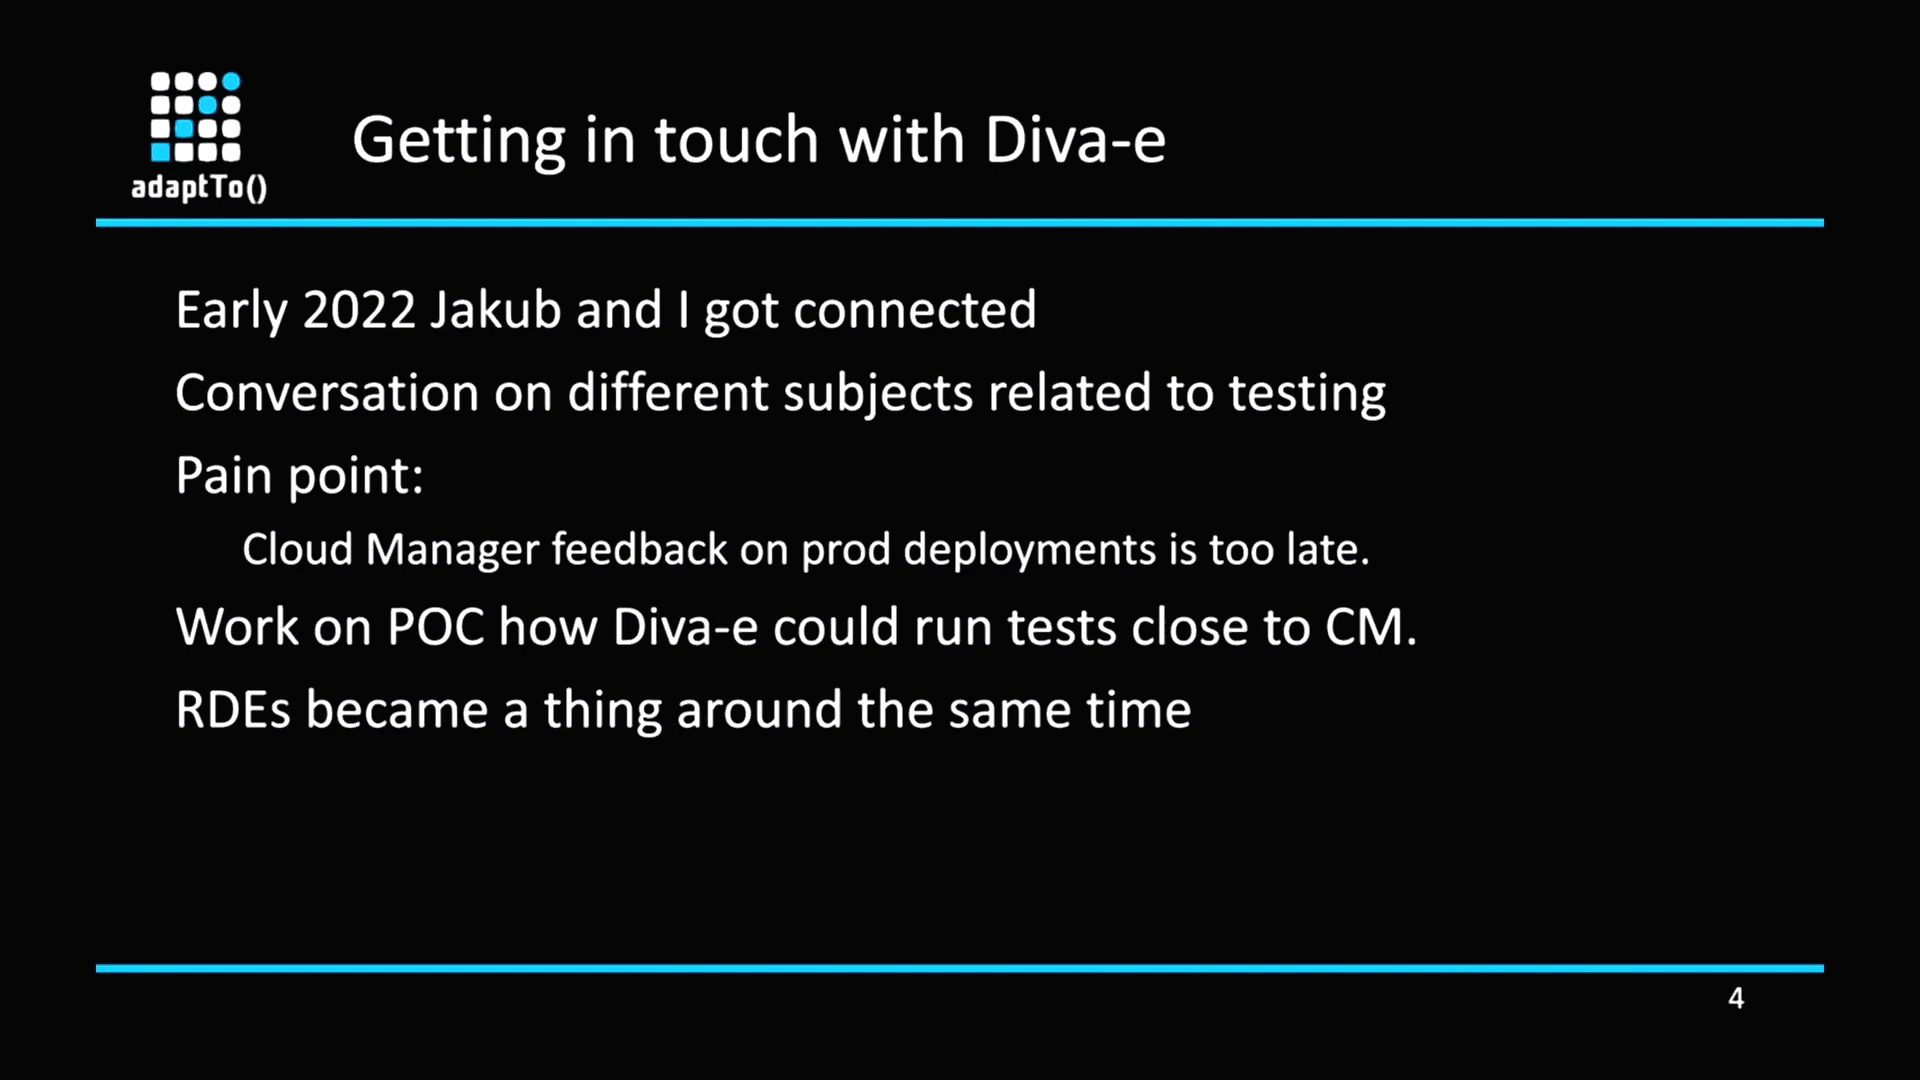 adaptTo()
Getting in touch with Diva-e
Early 2022 Jakub and I got connected
Conversation on different subjects related to testing
Pain point:
Cloud Manager feedback on prod deployments is too late.
Work on POC how Diva-e could run tests close to CM.
RDEs became a thing around the same time
4